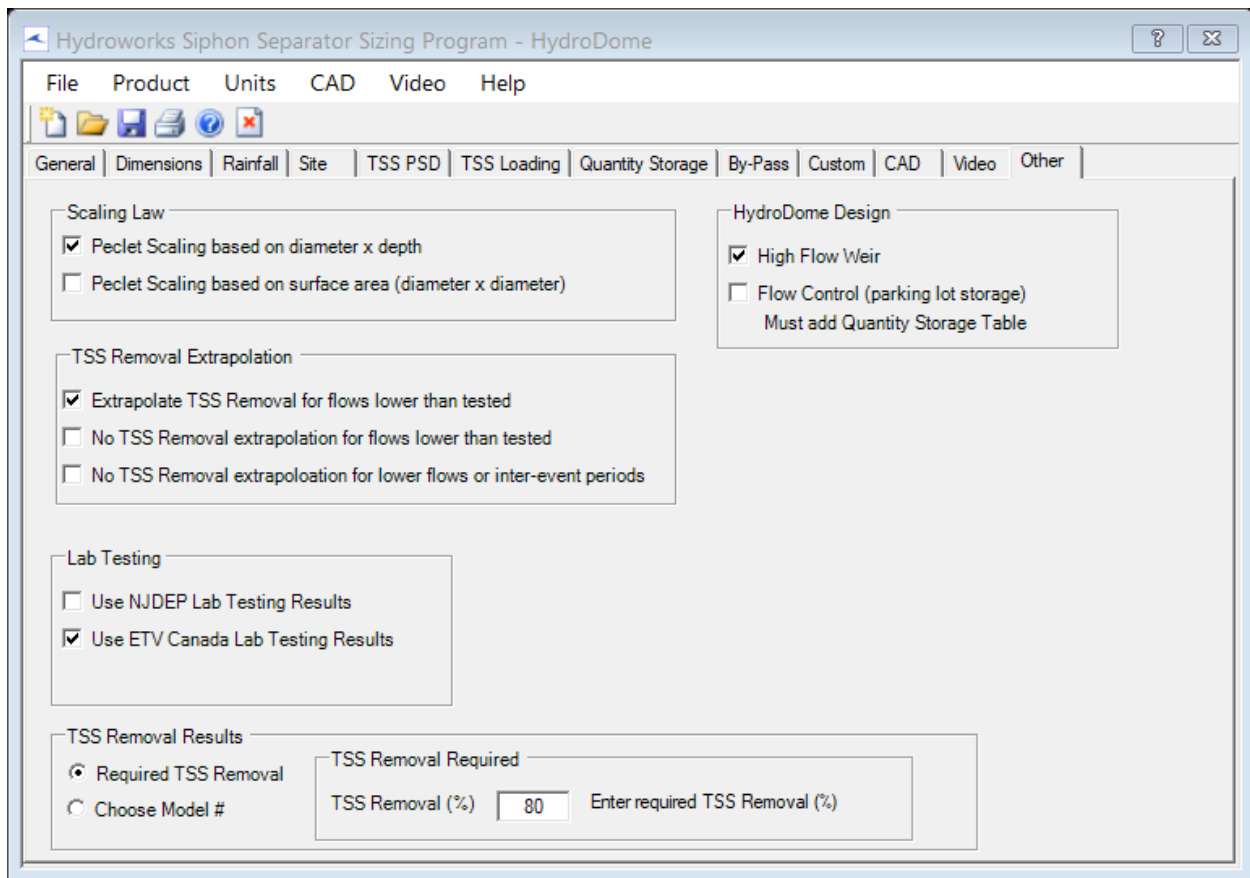 Hydroworks Siphon Separator Sizing Program - HydroDome
File Product Units CAD Video Help
General Dimensions Rainfall Site TSS PSD TSS Loading Quantity Storage By-Pass Custom CAD Video Other
Scaling Law
Peclet Scaling based on diameter x depth
Peclet Scaling based on surface area (diameter x diameter)
HydroDome Design
High Flow Weir
Flow Control (parking lot storage)
Must add Quantity Storage Table
TSS Removal Extrapolation
Extrapolate TSS Removal for flows lower than tested
No TSS Removal extrapolation for flows lower than tested
No TSS Removal extrapoloation for lower flows or inter-event periods
Lab Testing
Use NJDEP Lab Testing Results
Use ETV Canada Lab Testing Results
TSS Removal Results
Required TSS Removal
Choose Model #
TSS Removal Required
TSS Removal (%) 80 Enter required TSS Removal (%)